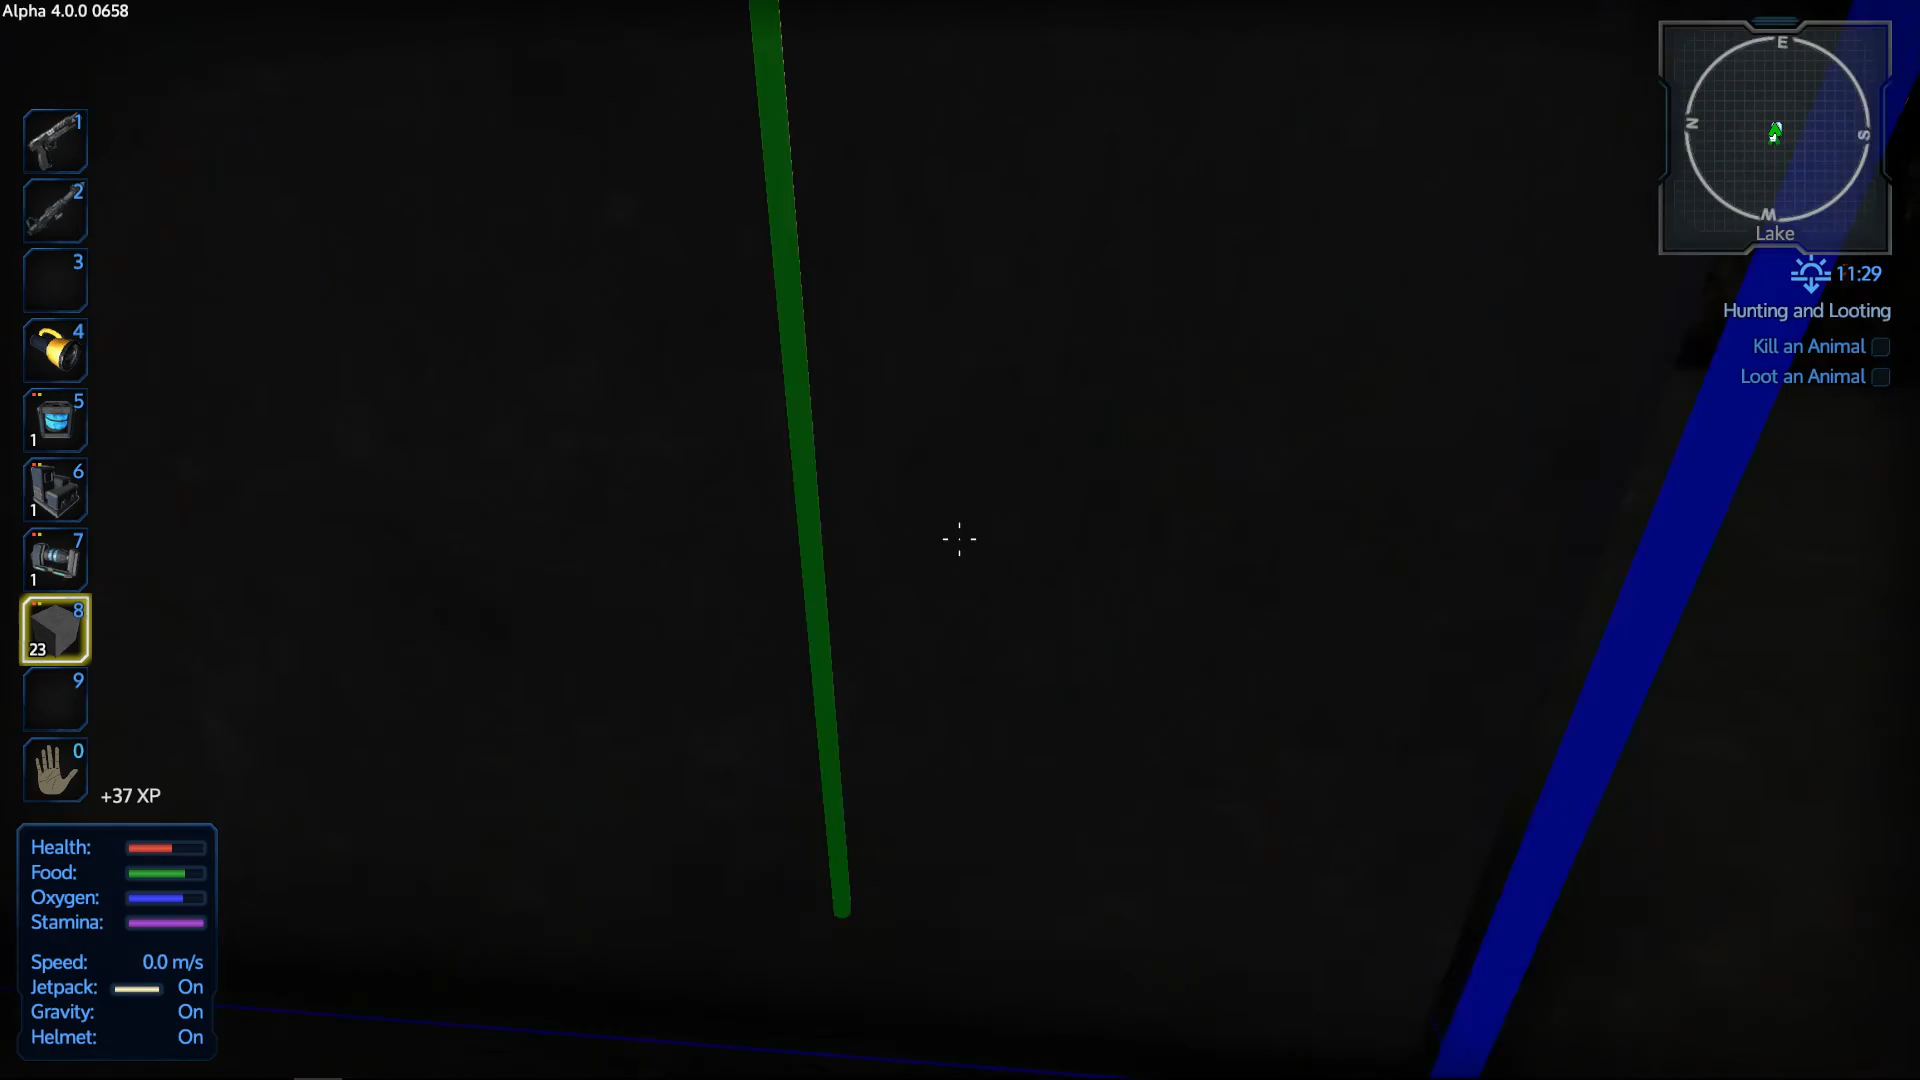 Alpha 4.0.0 0658
E
N
S
W
Lake
11:29
Hunting and Looting
Kill an Animal
Loot an Animal
1
2
3
4
5
1
6
1
7
1
8
23
9
0
+37 XP
Health:
Food:
Oxygen:
Stamina:
Speed: 0.0 m/s
Jetpack: On
Gravity: On
Helmet: On